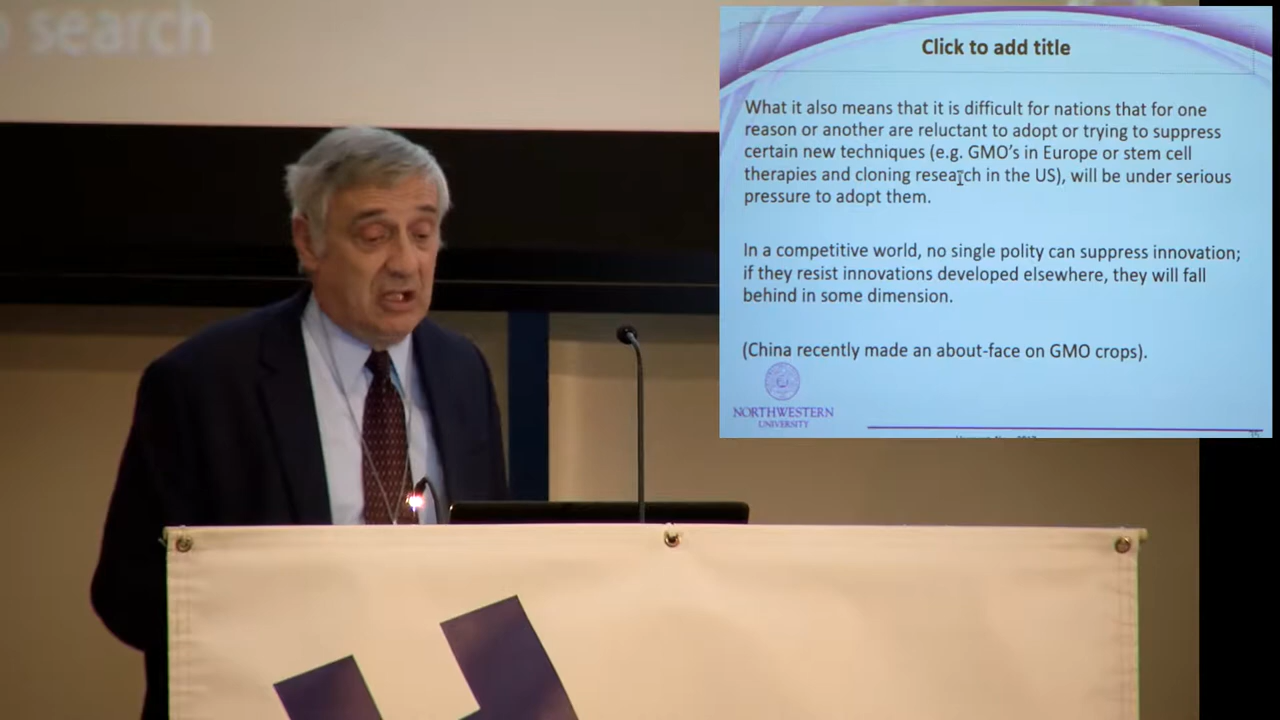 search
Click to add title
What it also means that it is difficult for nations that for one
reason or another are reluctant to adopt or trying to suppress
certain new techniques (e.g. GMO's in Europe or stem cell
therapies and cloning research in the US), will be under serious
pressure to adopt them.
In a competitive world, no single polity can suppress innovation;
if they resist innovations developed elsewhere, they will fall
behind in some dimension.
(China recently made an about-face on GMO crops).
NORTHWESTERN
UNIVERSITY